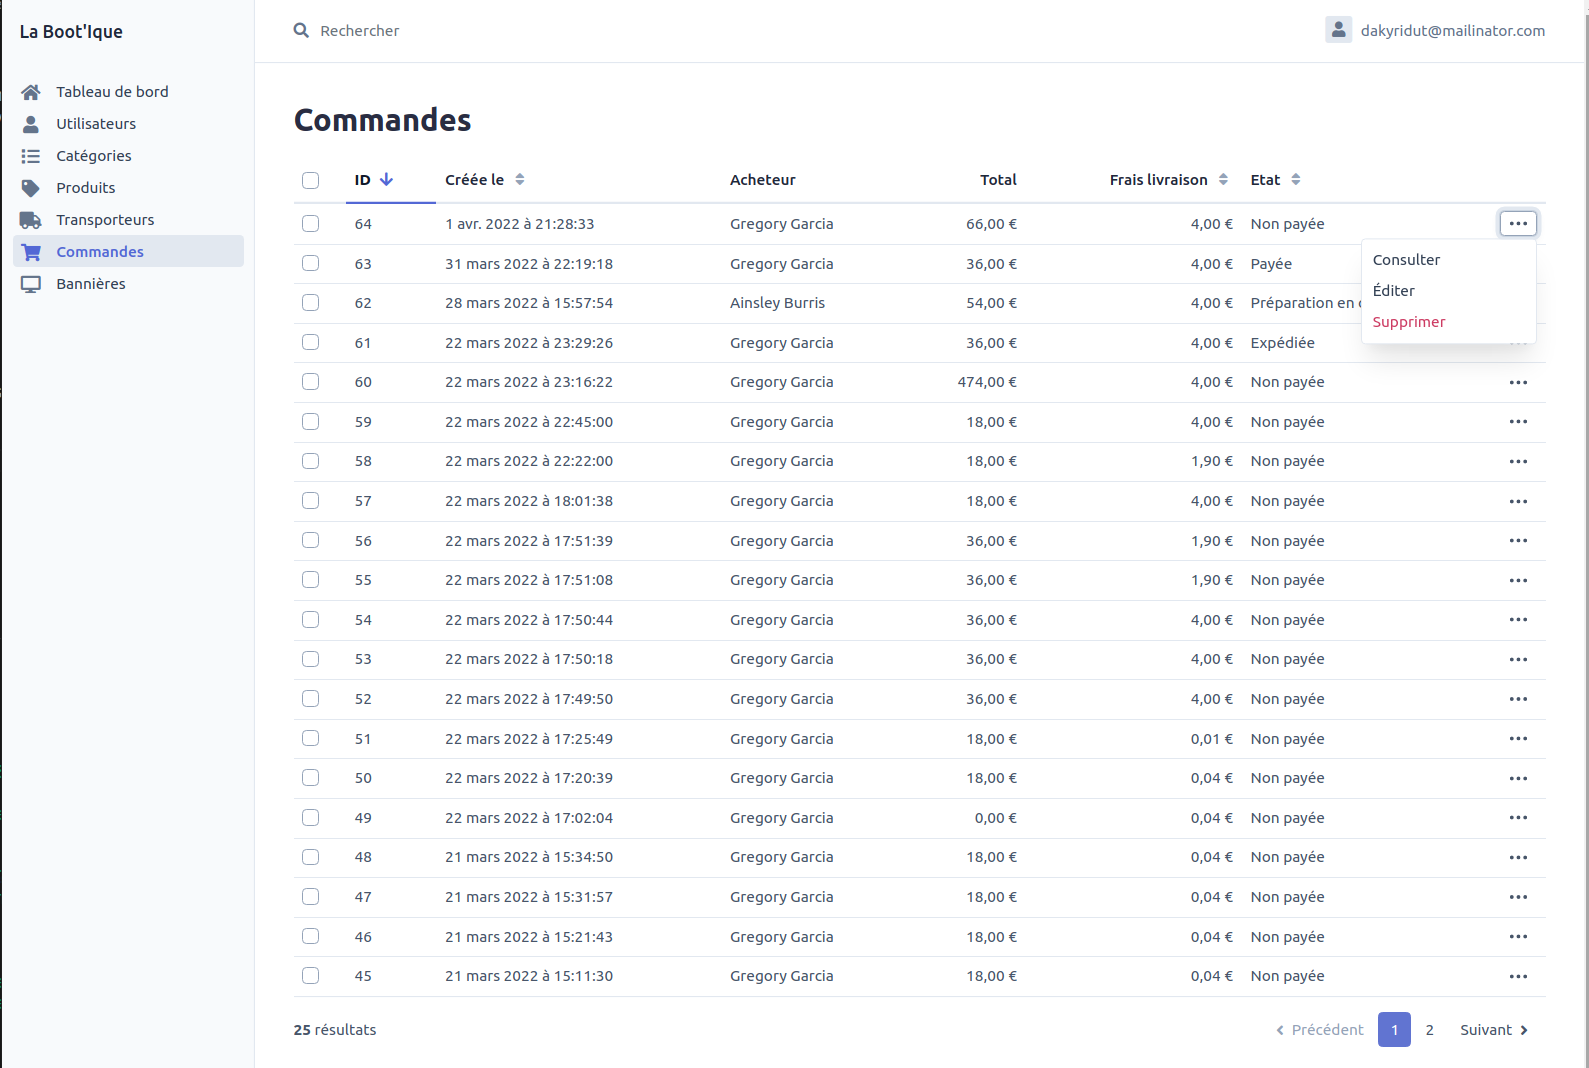 La Boot'Ique
Rechercher
dakyridut@mailinator.com
Tableau de bord
Utilisateurs
Catégories
Produits
Transporteurs
Commandes
Bannières
Commandes
ID Créée le Acheteur Total Frais livraison Etat
64 1 avr. 2022 à 21:28:33 Gregory Garcia 66,00 € 4,00 € Non payée
63 31 mars 2022 à 22:19:18 Gregory Garcia 36,00 € 4,00 € Payée
62 28 mars 2022 à 15:57:54 Ainsley Burris 54,00 € 4,00 € Préparation en
61 22 mars 2022 à 23:29:26 Gregory Garcia 36,00 € 4,00 € Expédiée
Consulter
Éditer
Supprimer
60 22 mars 2022 à 23:16:22 Gregory Garcia 474,00 € 4,00 € Non payée
59 22 mars 2022 à 22:45:00 Gregory Garcia 18,00 € 4,00 € Non payée
58 22 mars 2022 à 22:22:00 Gregory Garcia 18,00 € 1,90 € Non payée
57 22 mars 2022 à 18:01:38 Gregory Garcia 18,00 € 4,00 € Non payée
56 22 mars 2022 à 17:51:39 Gregory Garcia 36,00 € 1,90 € Non payée
55 22 mars 2022 à 17:51:08 Gregory Garcia 36,00 € 1,90 € Non payée
54 22 mars 2022 à 17:50:44 Gregory Garcia 36,00 € 4,00 € Non payée
53 22 mars 2022 à 17:50:18 Gregory Garcia 36,00 € 4,00 € Non payée
52 22 mars 2022 à 17:49:50 Gregory Garcia 36,00 € 4,00 € Non payée
51 22 mars 2022 à 17:25:49 Gregory Garcia 18,00 € 0,01 € Non payée
50 22 mars 2022 à 17:20:39 Gregory Garcia 18,00 € 0,04 € Non payée
49 22 mars 2022 à 17:02:04 Gregory Garcia 0,00 € 0,04 € Non payée
48 21 mars 2022 à 15:34:50 Gregory Garcia 18,00 € 0,04 € Non payée
47 21 mars 2022 à 15:31:57 Gregory Garcia 18,00 € 0,04 € Non payée
46 21 mars 2022 à 15:21:43 Gregory Garcia 18,00 € 0,04 € Non payée
45 21 mars 2022 à 15:11:30 Gregory Garcia 18,00 € 0,04 € Non payée
25 résultats
Précédent 1 2 Suivant